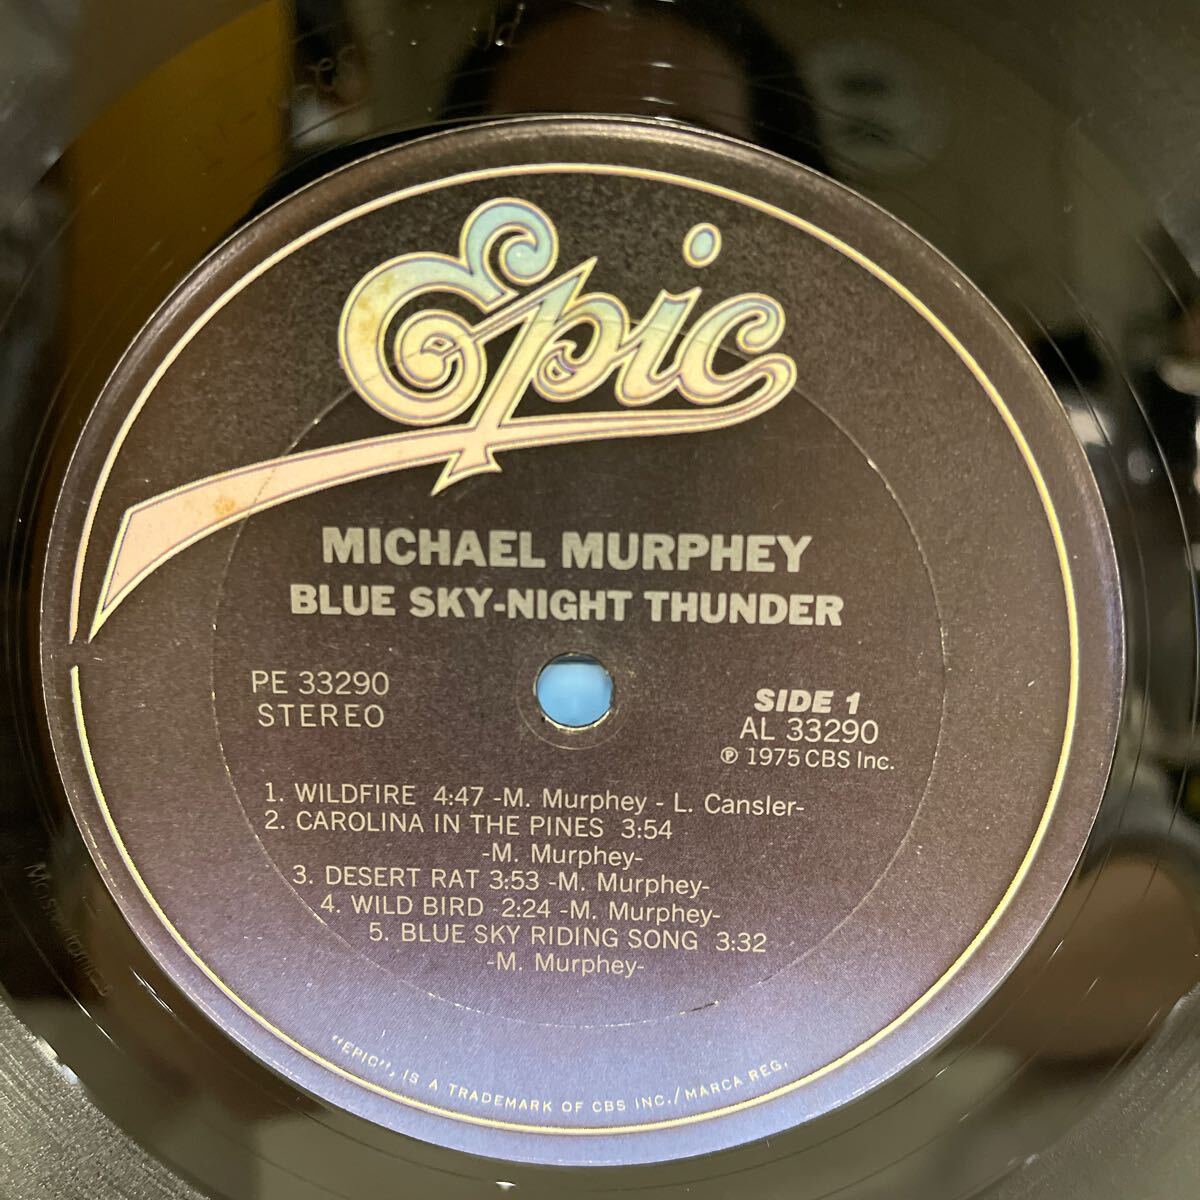 Epic
MICHAEL MURPHEY
BLUE SKY-NIGHT THUNDER
PE 33290
STEREO
SIDE 1
AL 33290
℗ 1975 CBS Inc.
1. WILDFIRE 4:47 -M. Murphey - L. Cansler-
2. CAROLINA IN THE PINES 3:54
-M. Murphey-
3. DESERT RAT 3:53 -M. Murphey-
4. WILD BIRD 2:24 -M. Murphey-
5. BLUE SKY RIDING SONG 3:32
-M. Murphey-
"EPIC", IS A TRADEMARK OF CBS INC./MARCA REG.